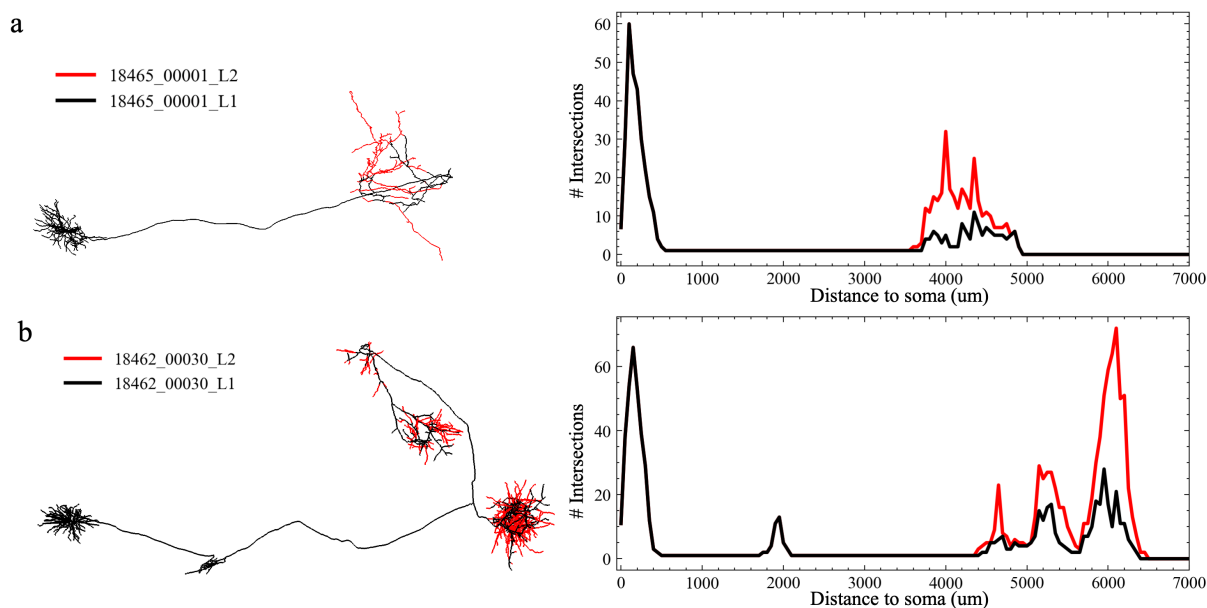 a
18465_00001_L2
18465_00001_L1
# Intersections
60
50
40
30
20
10
0
0 1000 2000 3000 4000 5000 6000 7000
Distance to soma (um)
b
18462_00030_L2
18462_00030_L1
# Intersections
60
40
20
0
0 1000 2000 3000 4000 5000 6000 7000
Distance to soma (um)